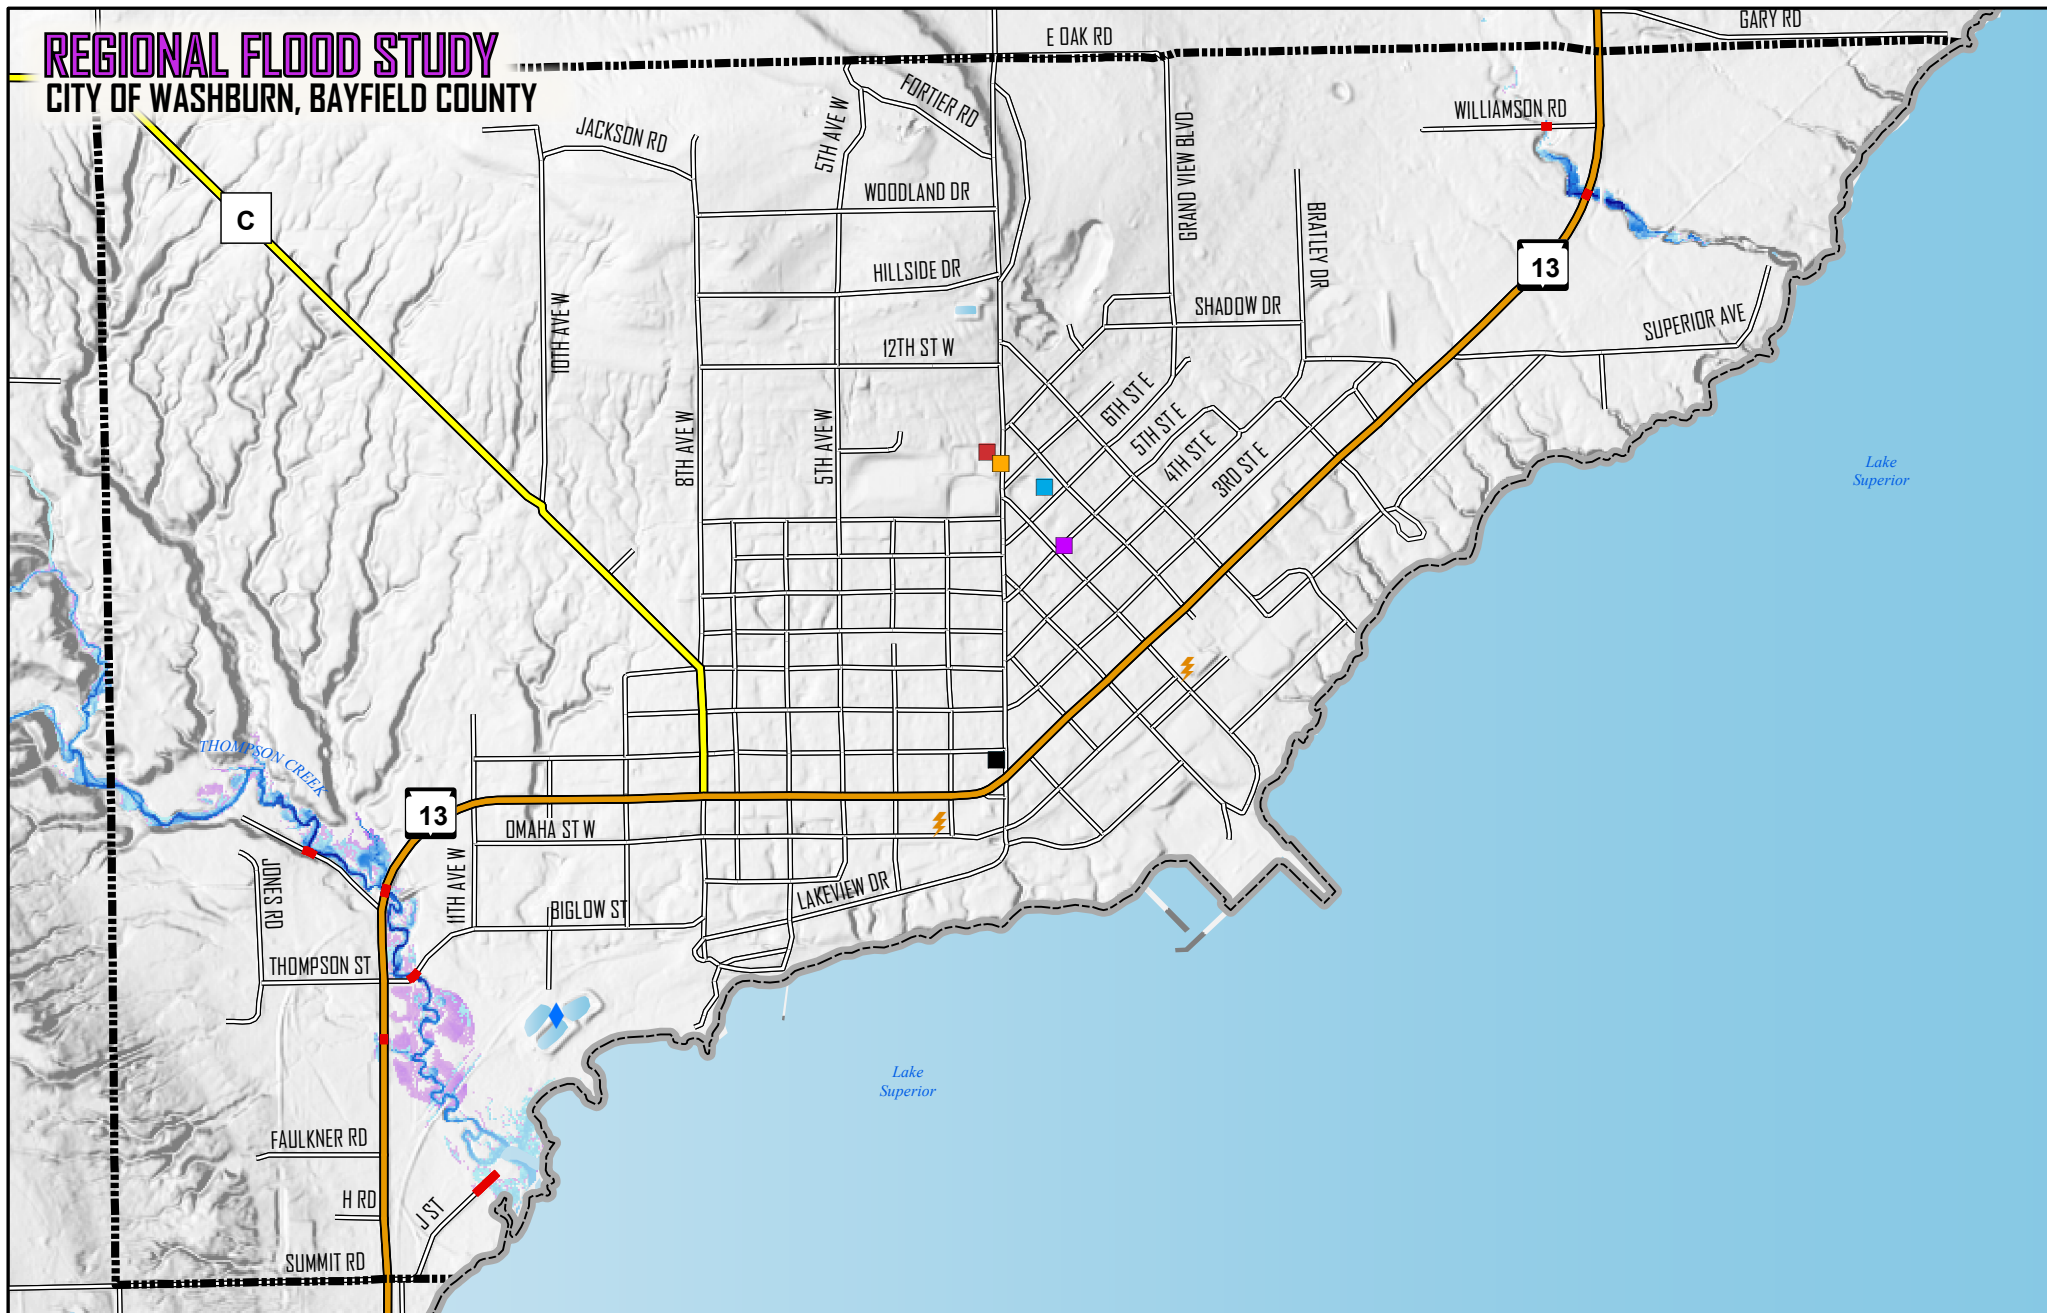 REGIONAL FLOOD STUDY
CITY OF WASHBURN, BAYFIELD COUNTY
E OAK RD
GARY RD
FORTIER RD
5TH AVE W
JACKSON RD
WILLIAMSON RD
GRAND VIEW BLVD
WOODLAND DR
BRATLEY DR
C
HILLSIDE DR
13
10TH AVE W
SHADOW DR
SUPERIOR AVE
12TH ST W
6TH ST E
5TH ST E
4TH ST E
3RD ST E
8TH AVE W
5TH AVE W
Lake
Superior
THOMPSON CREEK
13
OMAHA ST W
11TH AVE W
JONES RD
LAKEVIEW DR
BIGLOW ST
THOMPSON ST
Lake
Superior
FAULKNER RD
H RD
J ST
SUMMIT RD